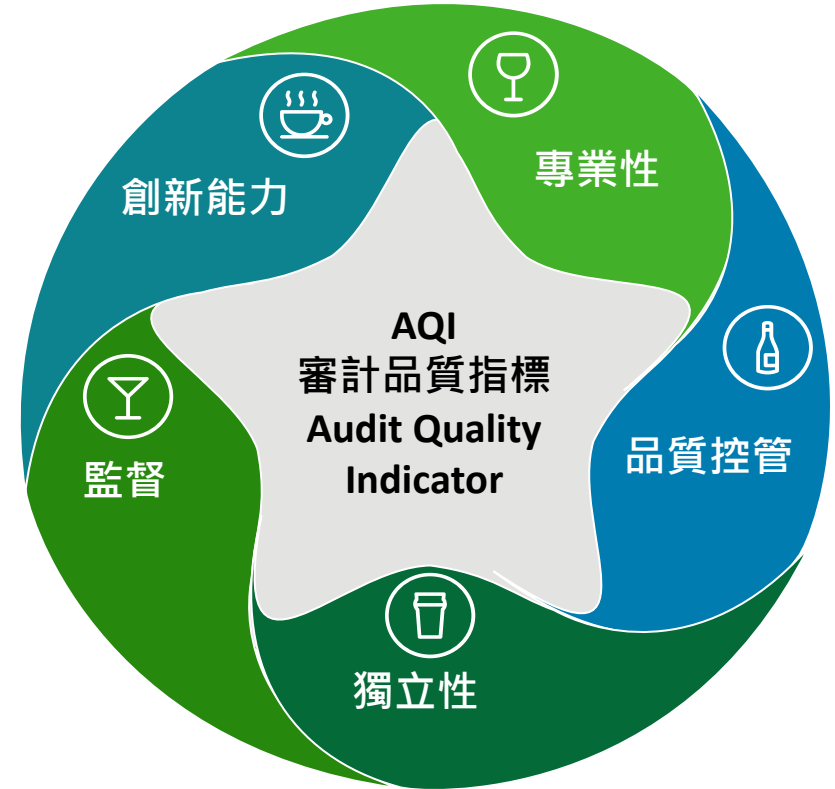 專業性
創新能力
AQI
審計品質指標
Audit Quality
Indicator
品質控管
監督
獨立性